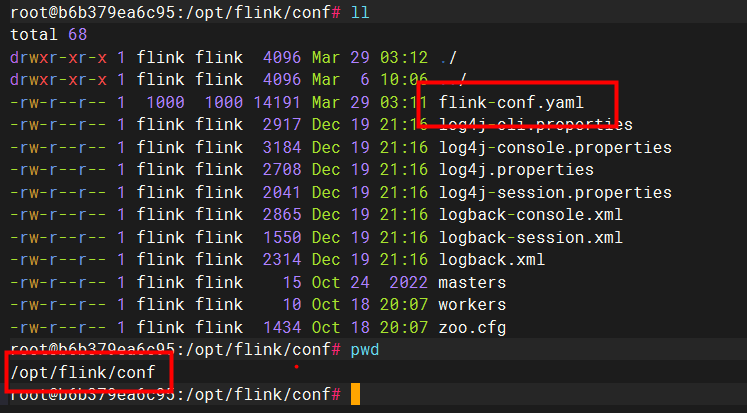 root@b6b379ea6c95:/opt/flink/conf# ll
total 68
drwxr-xr-x 1 flink flink  4096 Mar 29 03:12 ./
drwxr-xr-x 1 flink flink  4096 Mar  6 10:06 ../
-rw-r--r-- 1  1000  1000 14191 Mar 29 03:11 flink-conf.yaml
-rw-r--r-- 1 flink flink  2917 Dec 19 21:16 log4j-cli.properties
-rw-r--r-- 1 flink flink  3184 Dec 19 21:16 log4j-console.properties
-rw-r--r-- 1 flink flink  2708 Dec 19 21:16 log4j.properties
-rw-r--r-- 1 flink flink  2041 Dec 19 21:16 log4j-session.properties
-rw-r--r-- 1 flink flink  2865 Dec 19 21:16 logback-console.xml
-rw-r--r-- 1 flink flink  1550 Dec 19 21:16 logback-session.xml
-rw-r--r-- 1 flink flink  2314 Dec 19 21:16 logback.xml
-rw-r--r-- 1 flink flink    15 Oct 24  2022 masters
-rw-r--r-- 1 flink flink    10 Oct 18 20:07 workers
-rw-r--r-- 1 flink flink  1434 Oct 18 20:07 zoo.cfg
root@b6b379ea6c95:/opt/flink/conf# pwd
/opt/flink/conf
root@b6b379ea6c95:/opt/flink/conf#